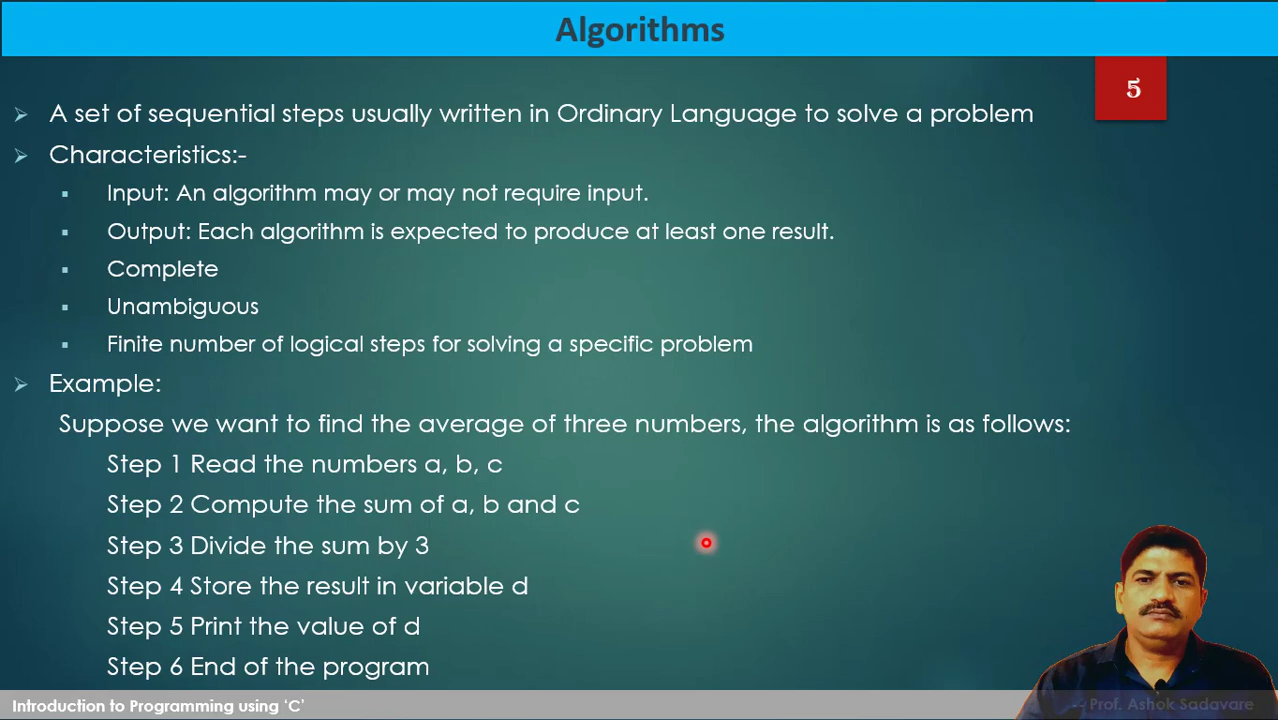 Algorithms
5
A set of sequential steps usually written in Ordinary Language to solve a problem
Characteristics:-
Input: An algorithm may or may not require input.
Output: Each algorithm is expected to produce at least one result.
Complete
Unambiguous
Finite number of logical steps for solving a specific problem
Example:
Suppose we want to find the average of three numbers, the algorithm is as follows:
Step 1 Read the numbers a, b, c
Step 2 Compute the sum of a, b and c
Step 3 Divide the sum by 3
Step 4 Store the result in variable d
Step 5 Print the value of d
Step 6 End of the program
Introduction to Programming using ‘C’
-- Prof. Ashok Sadavare